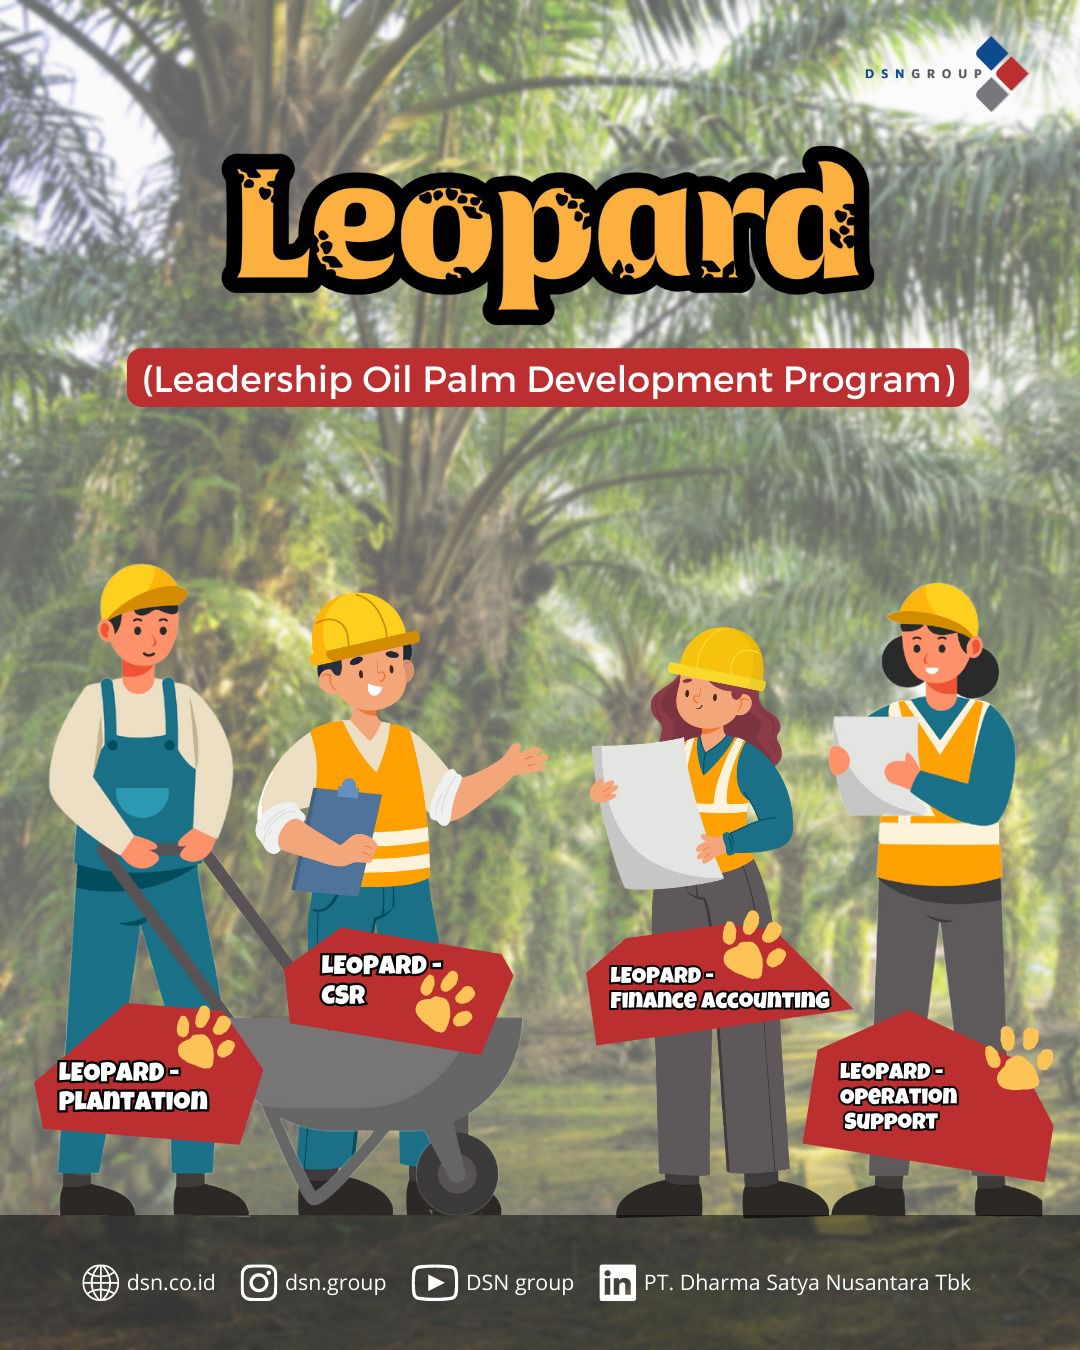 DSNGROUP
Leopard
(Leadership Oil Palm Development Program)
LEOPARD -
CSR
LEOPARD -
FINANCE ACCOUNTING
LEOPARD -
PLANTATION
LEOPARD -
OPERATION
SUPPORT
dsn.co.id dsn.group DSN group in PT. Dharma Satya Nusantara Tbk